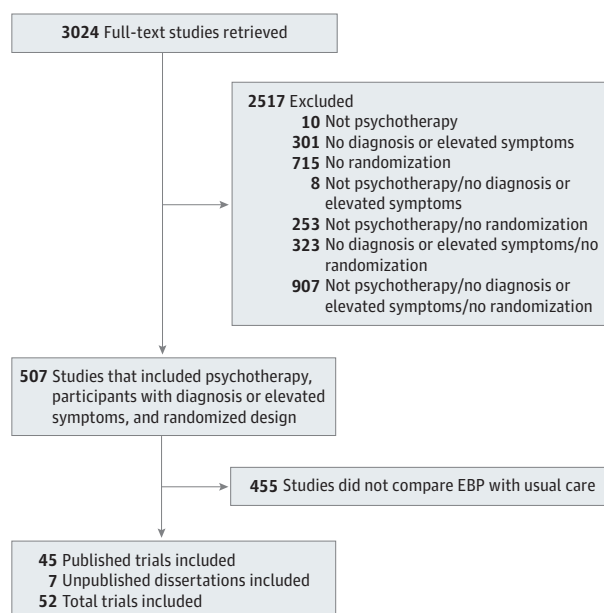 3024 Full-text studies retrieved
2517 Excluded
10 Not psychotherapy
301 No diagnosis or elevated symptoms
715 No randomization
8 Not psychotherapy/no diagnosis or
elevated symptoms
253 Not psychotherapy/no randomization
323 No diagnosis or elevated symptoms/no
randomization
907 Not psychotherapy/no diagnosis or
elevated symptoms/no randomization
507 Studies that included psychotherapy,
participants with diagnosis or elevated
symptoms, and randomized design
455 Studies did not compare EBP with usual care
45 Published trials included
7 Unpublished dissertations included
52 Total trials included